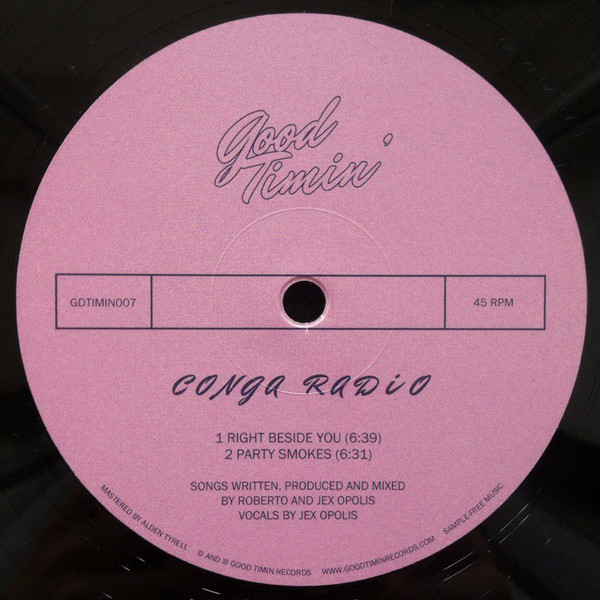 good
Timin'
GDTIMIN007
45 RPM
CONGA RADiO
1 RIGHT BESIDE YOU (6:39)
2 PARTY SMOKES (6:31)
SONGS WRITTEN, PRODUCED AND MIXED
BY ROBERTO AND JEX OPOLIS
VOCALS BY JEX OPOLIS
MASTERED BY ALDEN TYRELL
© AND ℗ GOOD TIMIN RECORDS
WWW.GOODTIMINRECORDS.COM
SAMPLE-FREE MUSIC